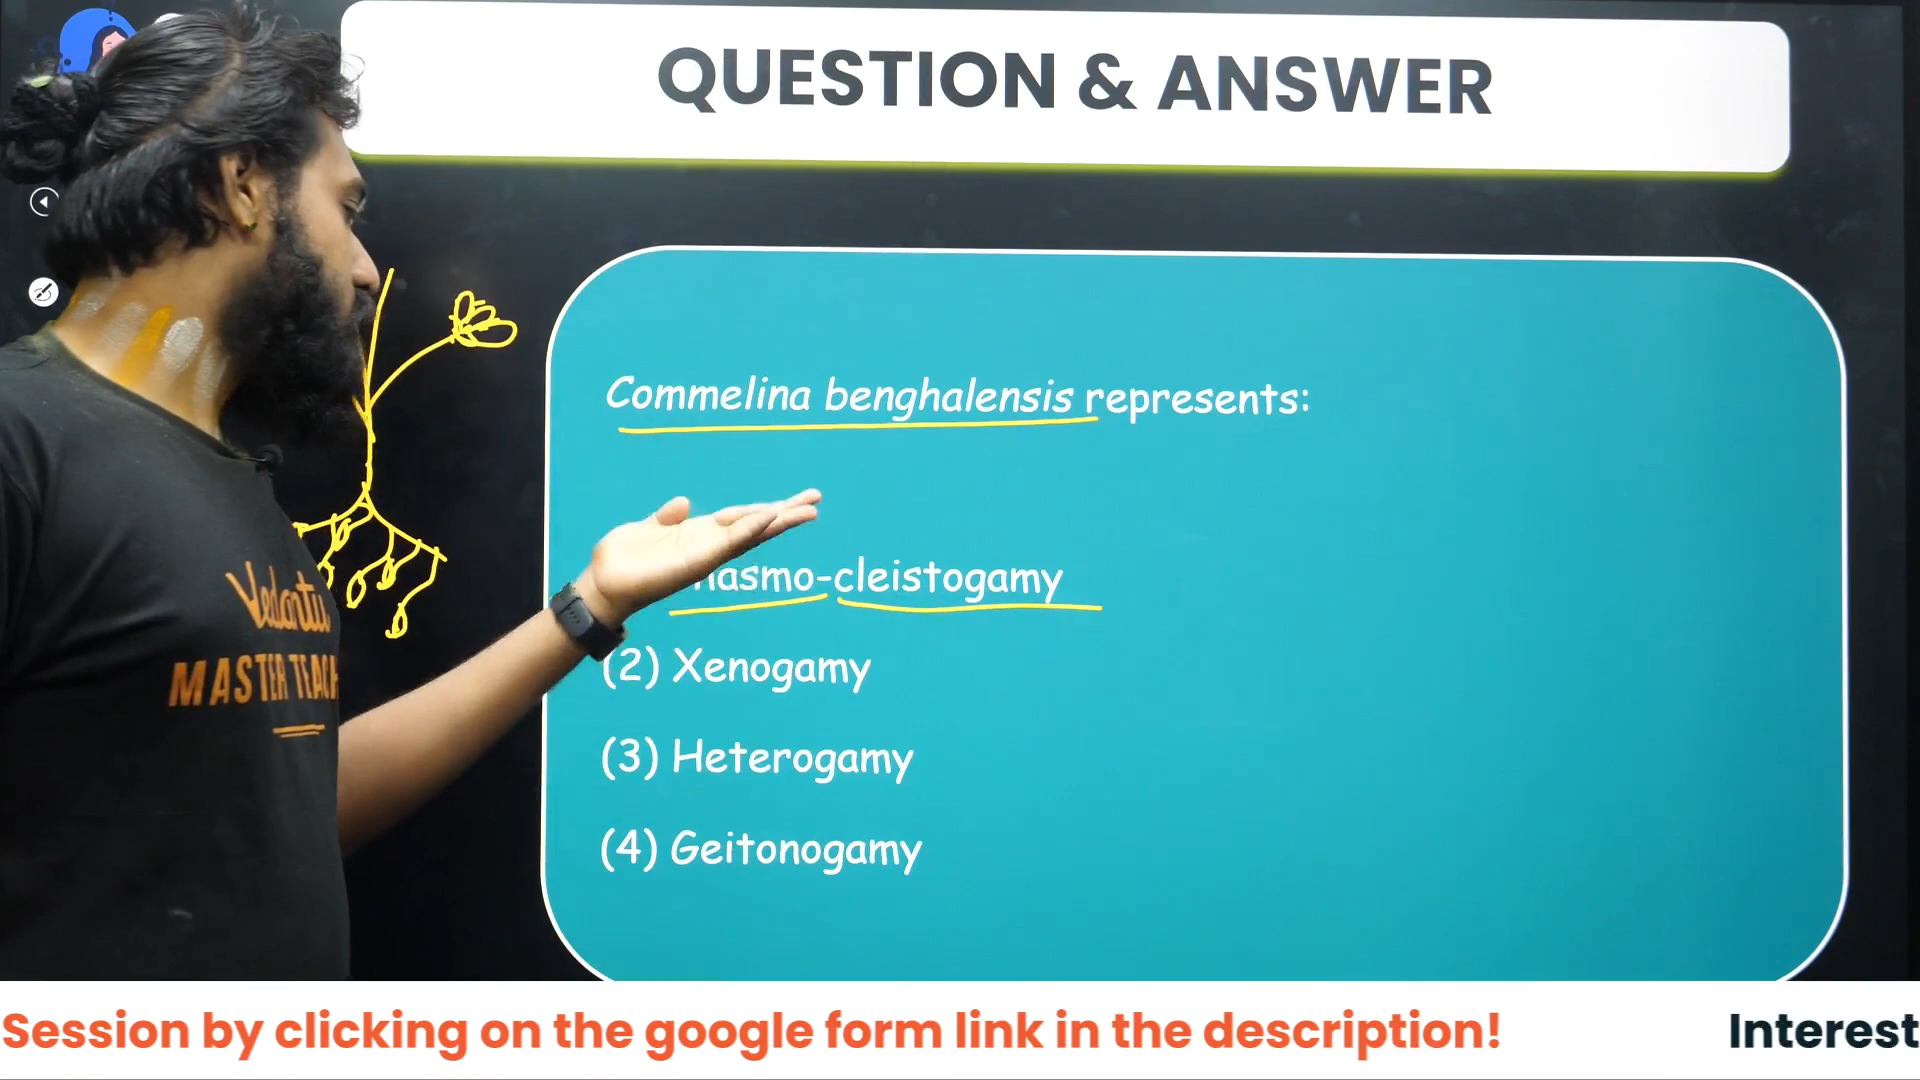 QUESTION & ANSWER
Commelina benghalensis represents:
-cleistogamy
(2) Xenogamy
(3) Heterogamy
(4) Geitonogamy
Vedantu
MASTER
Session by clicking on the google form link in the description! Interest